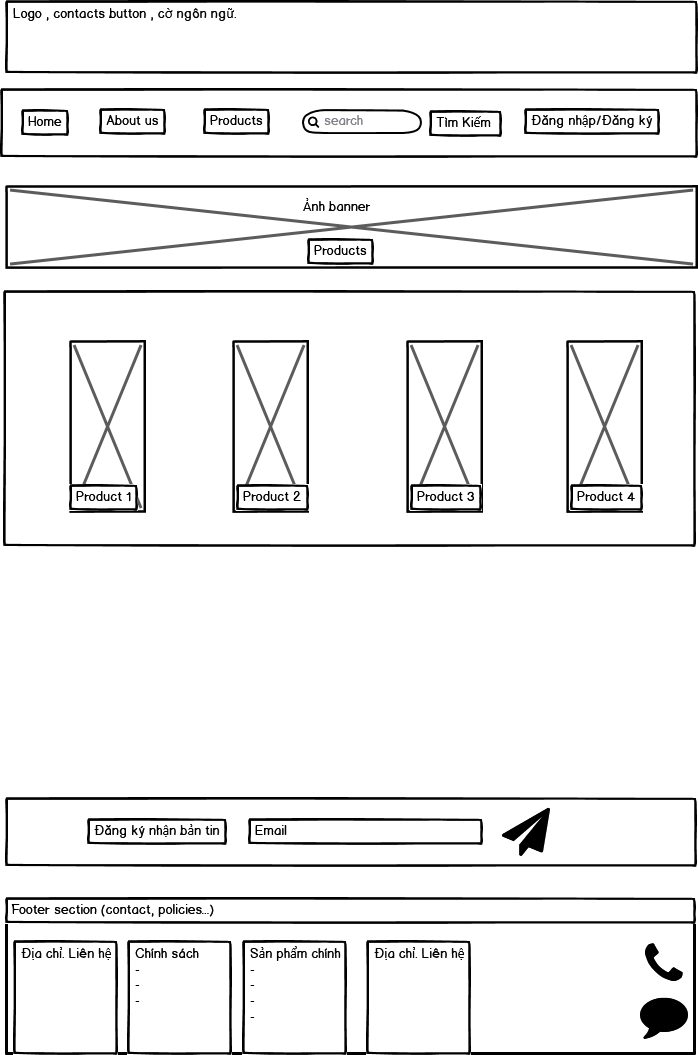 Logo , contacts button , cờ ngôn ngữ.
Home
About us
Products
search
Tìm Kiếm
Đăng nhập/Đăng ký
Ảnh banner
Products
Product 1
Product 2
Product 3
Product 4
Đăng ký nhận bản tin
Email
Footer section (contact, policies...)
Địa chỉ. Liên hệ
Chính sách
-
-
-
Sản phẩm chính
-
-
-
-
Địa chỉ. Liên hệ